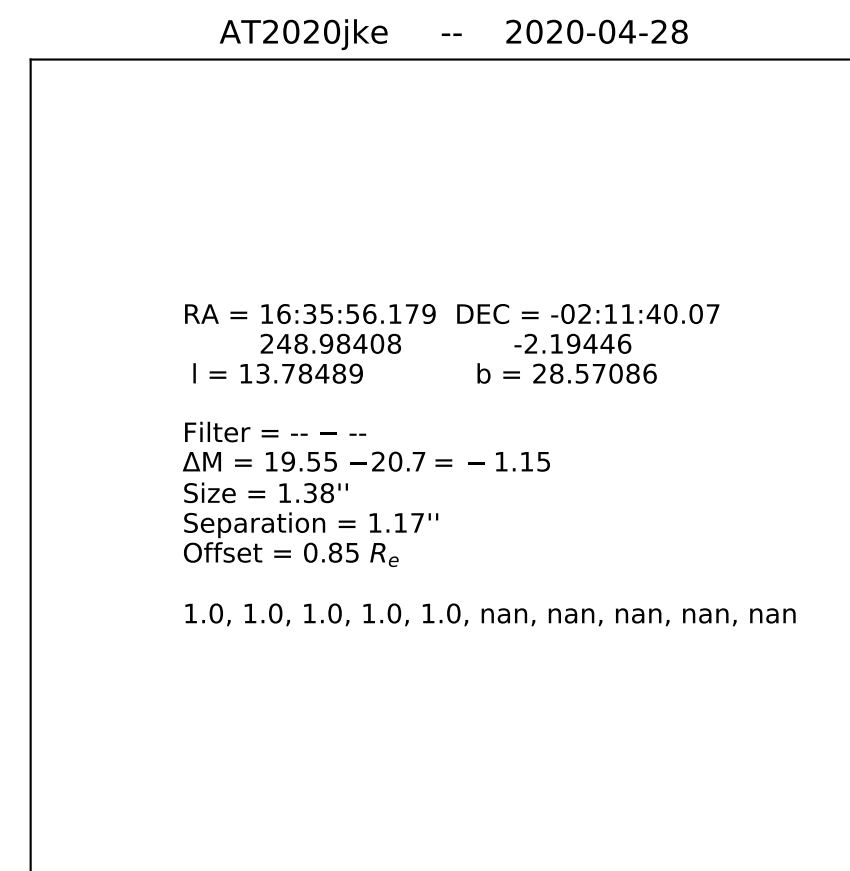 AT2020jke -- 2020-04-28
RA = 16:35:56.179 DEC = -02:11:40.07
248.98408 -2.19446
l = 13.78489 b = 28.57086
Filter = -- − --
ΔM = 19.55 −20.7 = − 1.15
Size = 1.38''
Separation = 1.17''
Offset = 0.85 Re
1.0, 1.0, 1.0, 1.0, 1.0, nan, nan, nan, nan, nan